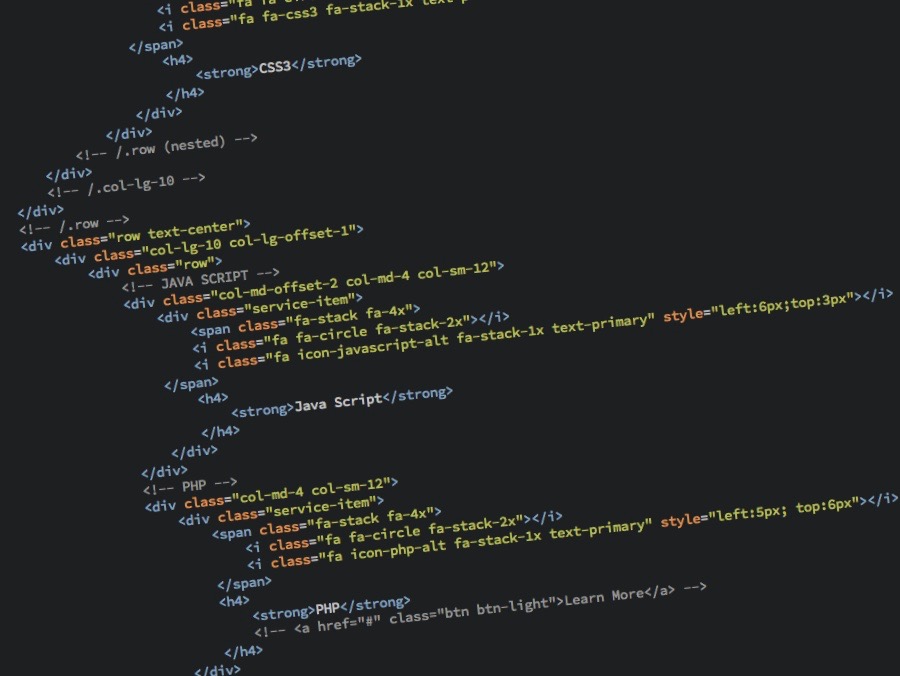 <i class="fa fa-
<i class="fa fa-css3 fa-stack-1x text-
</span>
<h4>
<strong>CSS3</strong>
</h4>
</div>
</div>
<!-- /.row (nested) -->
</div>
<!-- /.col-lg-10 -->
</div>
<!-- /.row -->
<div class="row text-center">
<div class="col-lg-10 col-lg-offset-1">
<div class="row">
<!-- JAVA SCRIPT -->
<div class="col-md-offset-2 col-md-4 col-sm-12">
<div class="service-item">
<span class="fa-stack fa-4x">
<i class="fa fa-circle fa-stack-2x"></i>
<i class="fa icon-javascript-alt fa-stack-1x text-primary" style="left:6px;top:3px"></i>
</span>
<h4>
<strong>Java Script</strong>
</h4>
</div>
</div>
<!-- PHP -->
<div class="col-md-4 col-sm-12">
<div class="service-item">
<span class="fa-stack fa-4x">
<i class="fa fa-circle fa-stack-2x"></i>
<i class="fa icon-php-alt fa-stack-1x text-primary" style="left:5px; top:6px"></i>
</span>
<h4>
<strong>PHP</strong>
<!-- <a href="#" class="btn btn-light">Learn More</a> -->
</h4>
</div>